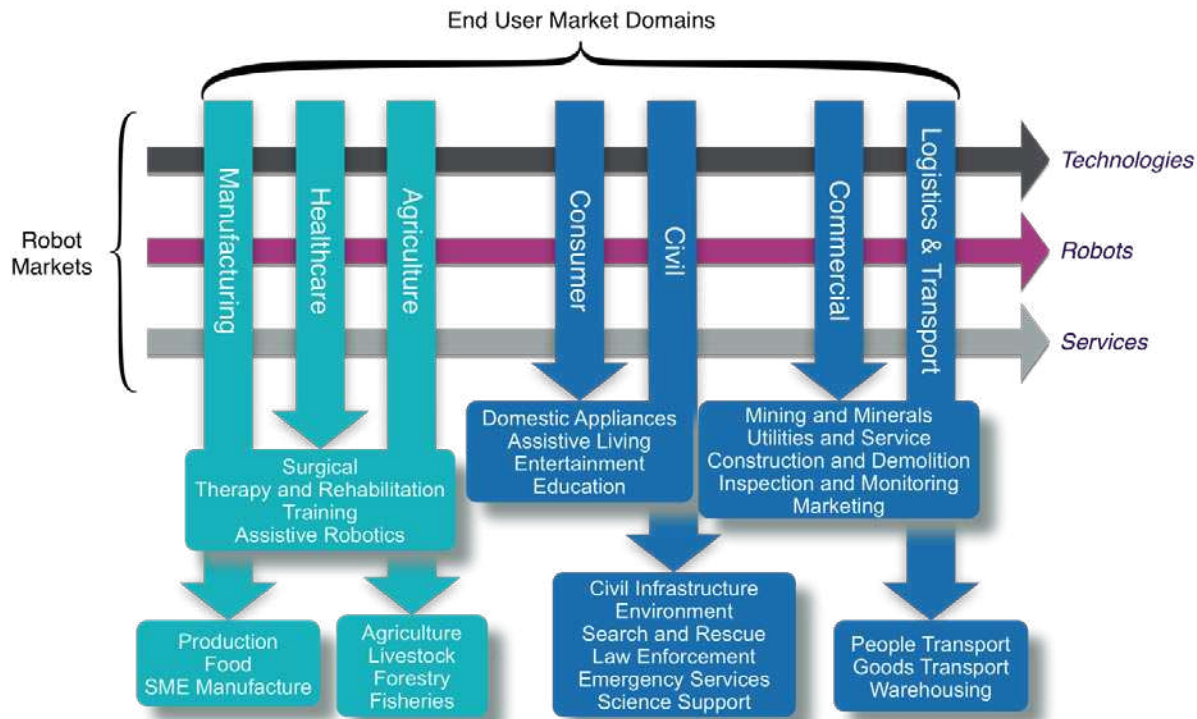 End User Market Domains
Robot
Markets
Manufacturing
Healthcare
Agriculture
Consumer
Civil
Commercial
Logistics & Transport
Technologies
Robots
Services
Surgical
Therapy and Rehabilitation
Training
Assistive Robotics
Domestic Appliances
Assistive Living
Entertainment
Education
Mining and Minerals
Utilities and Service
Construction and Demolition
Inspection and Monitoring
Marketing
Production
Food
SME Manufacture
Agriculture
Livestock
Forestry
Fisheries
Civil Infrastructure
Environment
Search and Rescue
Law Enforcement
Emergency Services
Science Support
People Transport
Goods Transport
Warehousing